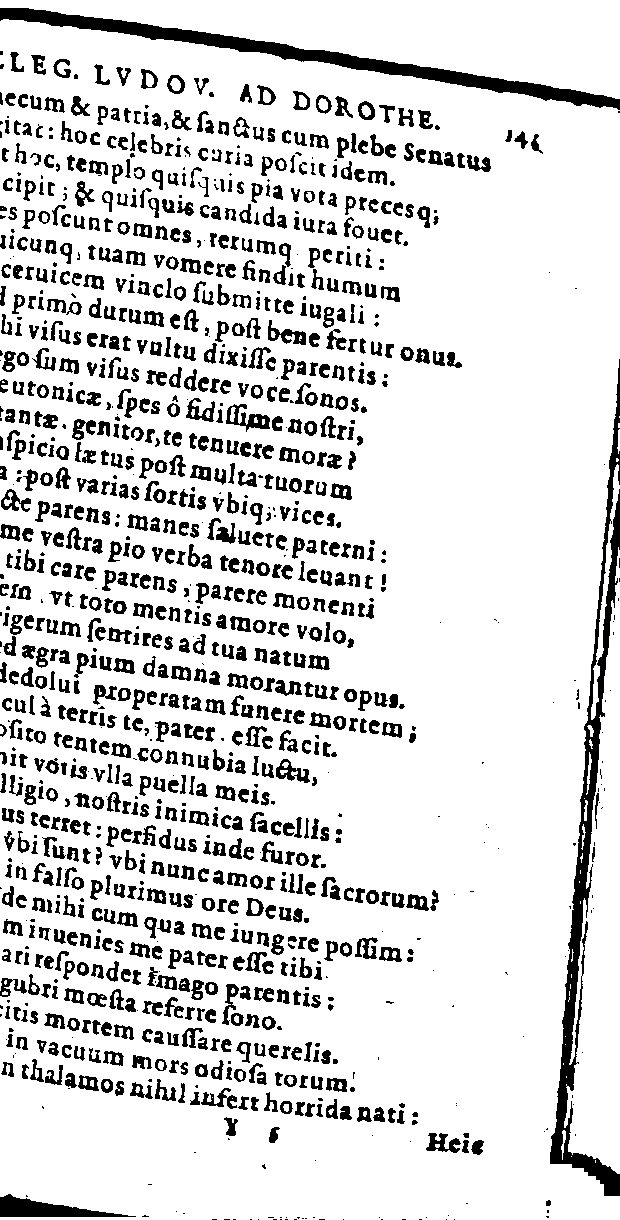 ELEG. LVDOV. AD DOROTHE. 146
mecum & patria, & ſanctus cum plebe Senatus
gitat: hoc celebris curia poſcit idem.
t hoc, templo quiſquis pia vota precesq;
cipit; & quiſquis candida iura fouet.
es poſcunt omnes, rerumq periti:
uicunq, tuam vomere findit humum
ceruicem vinclo ſubmitte iugali:
d primò durum eſt, poſt bene fertur onus.
hi viſus erat vultu dixiſſe parentis:
ego ſum viſus reddere voce ſonos.
eutonicæ, ſpes ô fidiſſime noſtri,
tantæ. genitor, te tenuere moræ?
nſpicio lætus poſt multa tuorum
a: poſt varias ſortis vbiq; vices.
cte parens: manes ſaluete paterni:
me veſtra pio verba tenore leuant!
tibi care parens, parere monenti
ſem. vt toto mentis amore volo,
rigerum ſentires ad tua natum
ed ægra pium damna morantur opus.
dedolui properatam funere mortem;
cul à terris te, pater. eſſe facit.
oſito tentem connubia luctu,
nit votis vlla puella meis.
lligio, noſtris inimica ſacellis:
us terret: perfidus inde furor.
vbi ſunt? vbi nunc amor ille ſacrorum?
in falſo plurimus ore Deus.
de mihi cum qua me iungere poſſim:
m inuenies me pater eſſe tibi
ari reſpondet imago parentis:
gubri mœſta referre ſono.
citis mortem cauſſare querelis.
in vacuum mors odioſa torum!
n thalamos nihil infert horrida nati:
Y 6 Heic